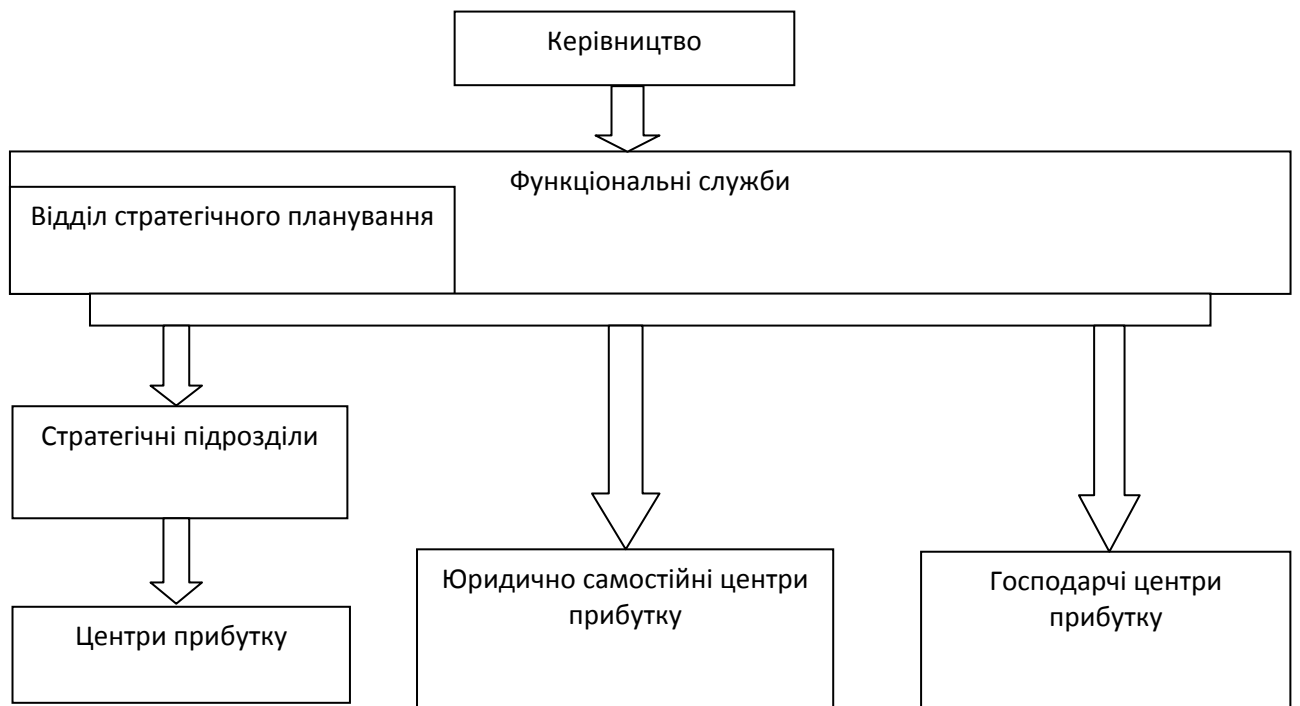 Керівництво
Функціональні служби
Відділ стратегічного планування
Стратегічні підрозділи
Центри прибутку
Юридично самостійні центри
прибутку
Господарчі центри
прибутку